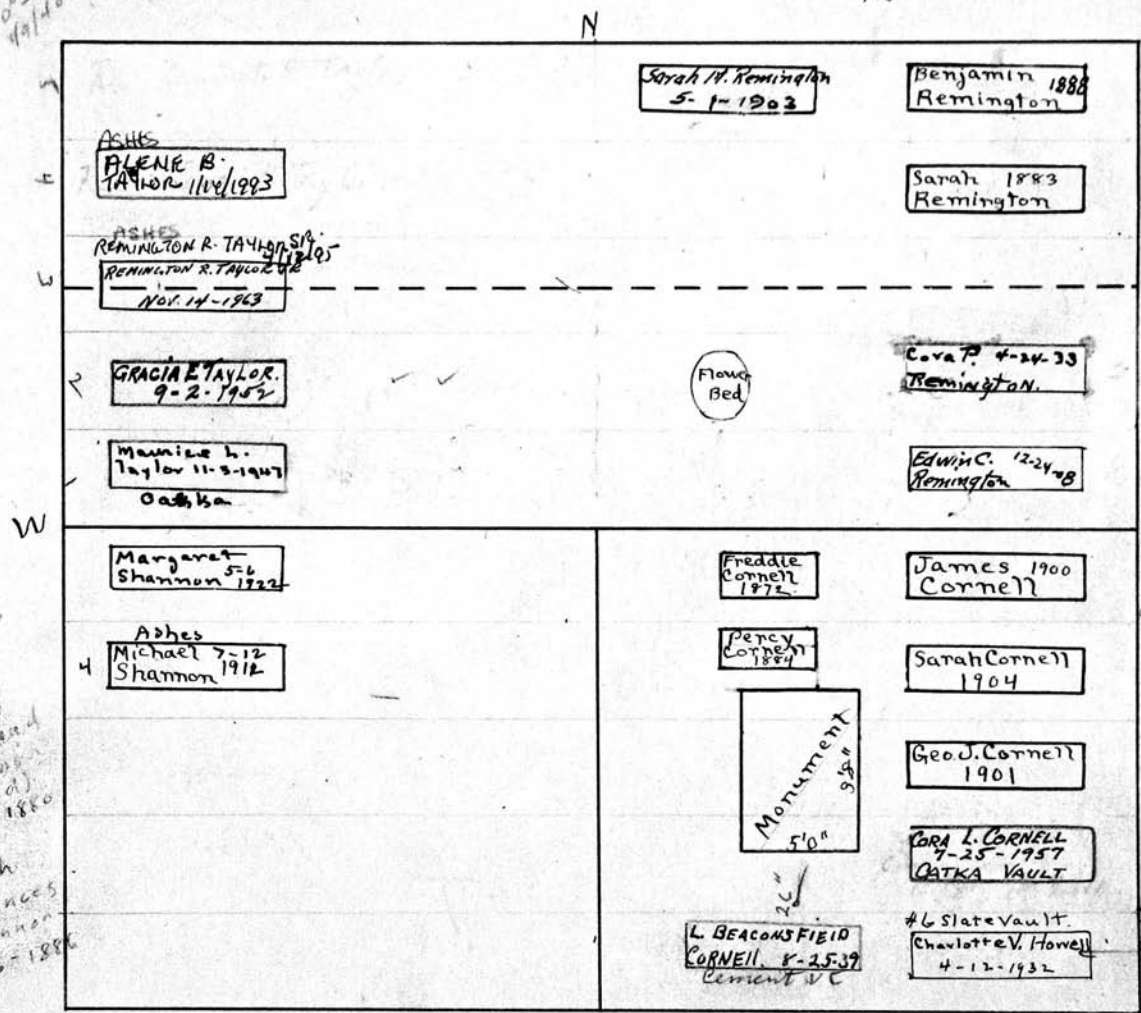 N
Sarah H. Remington
5-1-1903
Benjamin 1888
Remington
ASHES
ALENE B.
TAYLOR 1993
Sarah 1883
Remington
ASHES
REMINGTON R. TAYLOR SR.
REMINGTON R. TAYLOR JR
NOV. 14-1963
3
2
GRACIA E TAYLOR.
9-2-1952
Flower
Bed
Cora P. 4-24-33
Remington.
1
Maurice L.
Taylor 11-3-1947
Edwin C. 12-24
Remington
W
Margaret
Shannon 5-6
1922
Freddie
Cornell
1872
James 1900
Cornell
Ashes
4
Michael 7-12
Shannon 1912
Percy
Cornell
1884
Sarah Cornell
1904
Monument
5'0"
Geo. J. Cornell
1901
1880
CORA L. CORNELL
7-25-1957
OATKA VAULT
L. BEACONSFIELD
CORNELL. 8-25-39
Cement
#6 Slate vault.
Charlotte V. Howell
4-12-1932